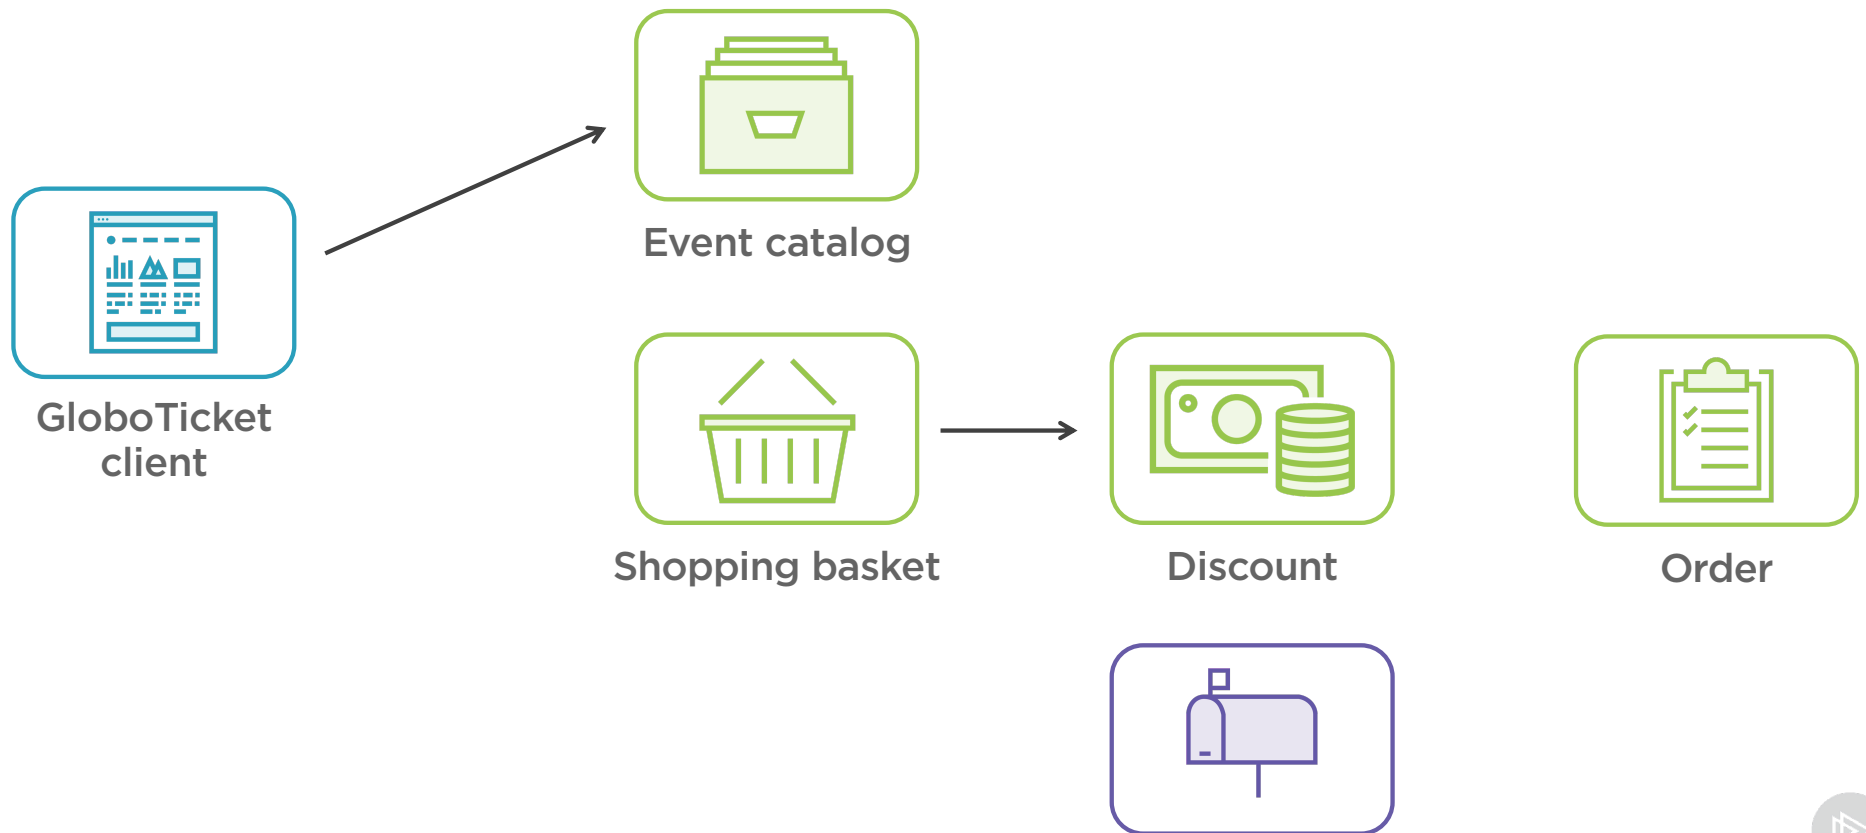 Event catalog
GloboTicket
client
Shopping basket
Discount
Order